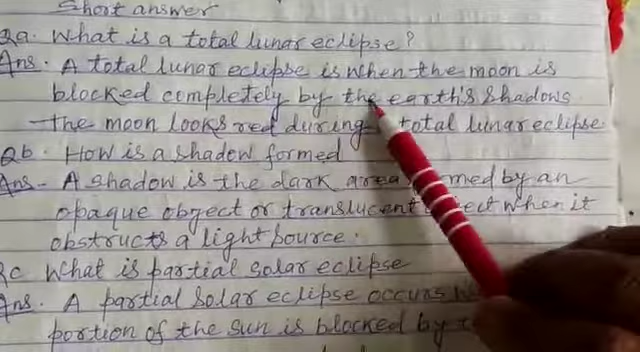 Short answer
Qa. What is a total lunar eclipse?
Ans. A total lunar eclipse is when the moon is
blocked completely by the earth's shadows.
The moon looks red during total lunar eclipse.
Qb. How is a shadow formed
Ans - A shadow is the dark area med by an
opaque object or translucent ject when it
obstructs a light source.
Qc What is partial solar eclipse
Ans. A partial solar eclipse occurs
portion of the sun is blocked by